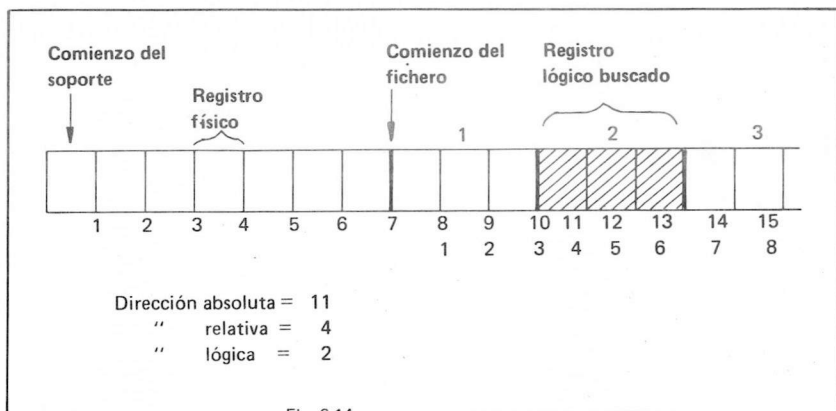 Comienzo del soporte
Registro físico
Comienzo del fichero
Registro lógico buscado
1 2 3
1 2 3 4 5 6 7 8 9 10 11 12 13 14 15
1 2 3 4 5 6 7 8
Dirección absoluta = 11
“ relativa = 4
“ lógica = 2